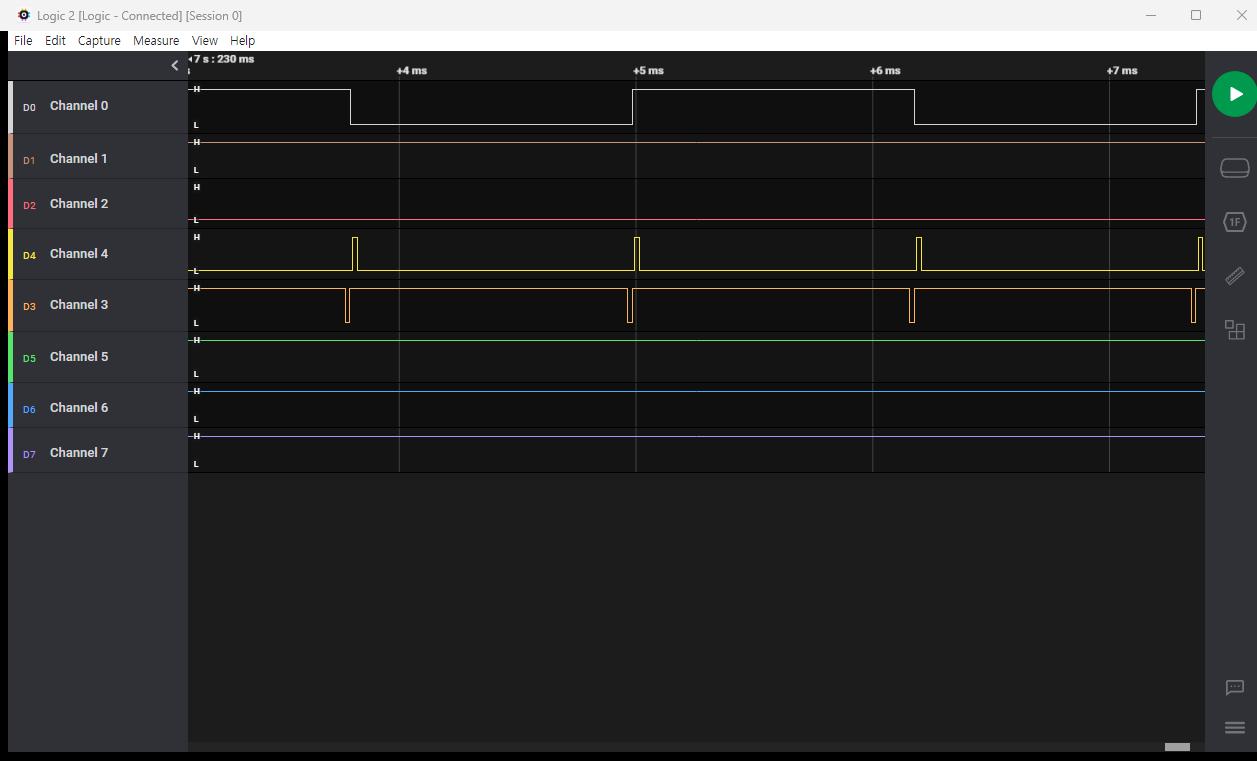 Logic 2 [Logic - Connected] [Session 0]
File Edit Capture Measure View Help
7 s : 230 ms
+4 ms +5 ms +6 ms +7 ms
D0 Channel 0 H L
D1 Channel 1 H L
D2 Channel 2 H L
D4 Channel 4 H L
D3 Channel 3 H L
D5 Channel 5 H L
D6 Channel 6 H L
D7 Channel 7 H L
1F